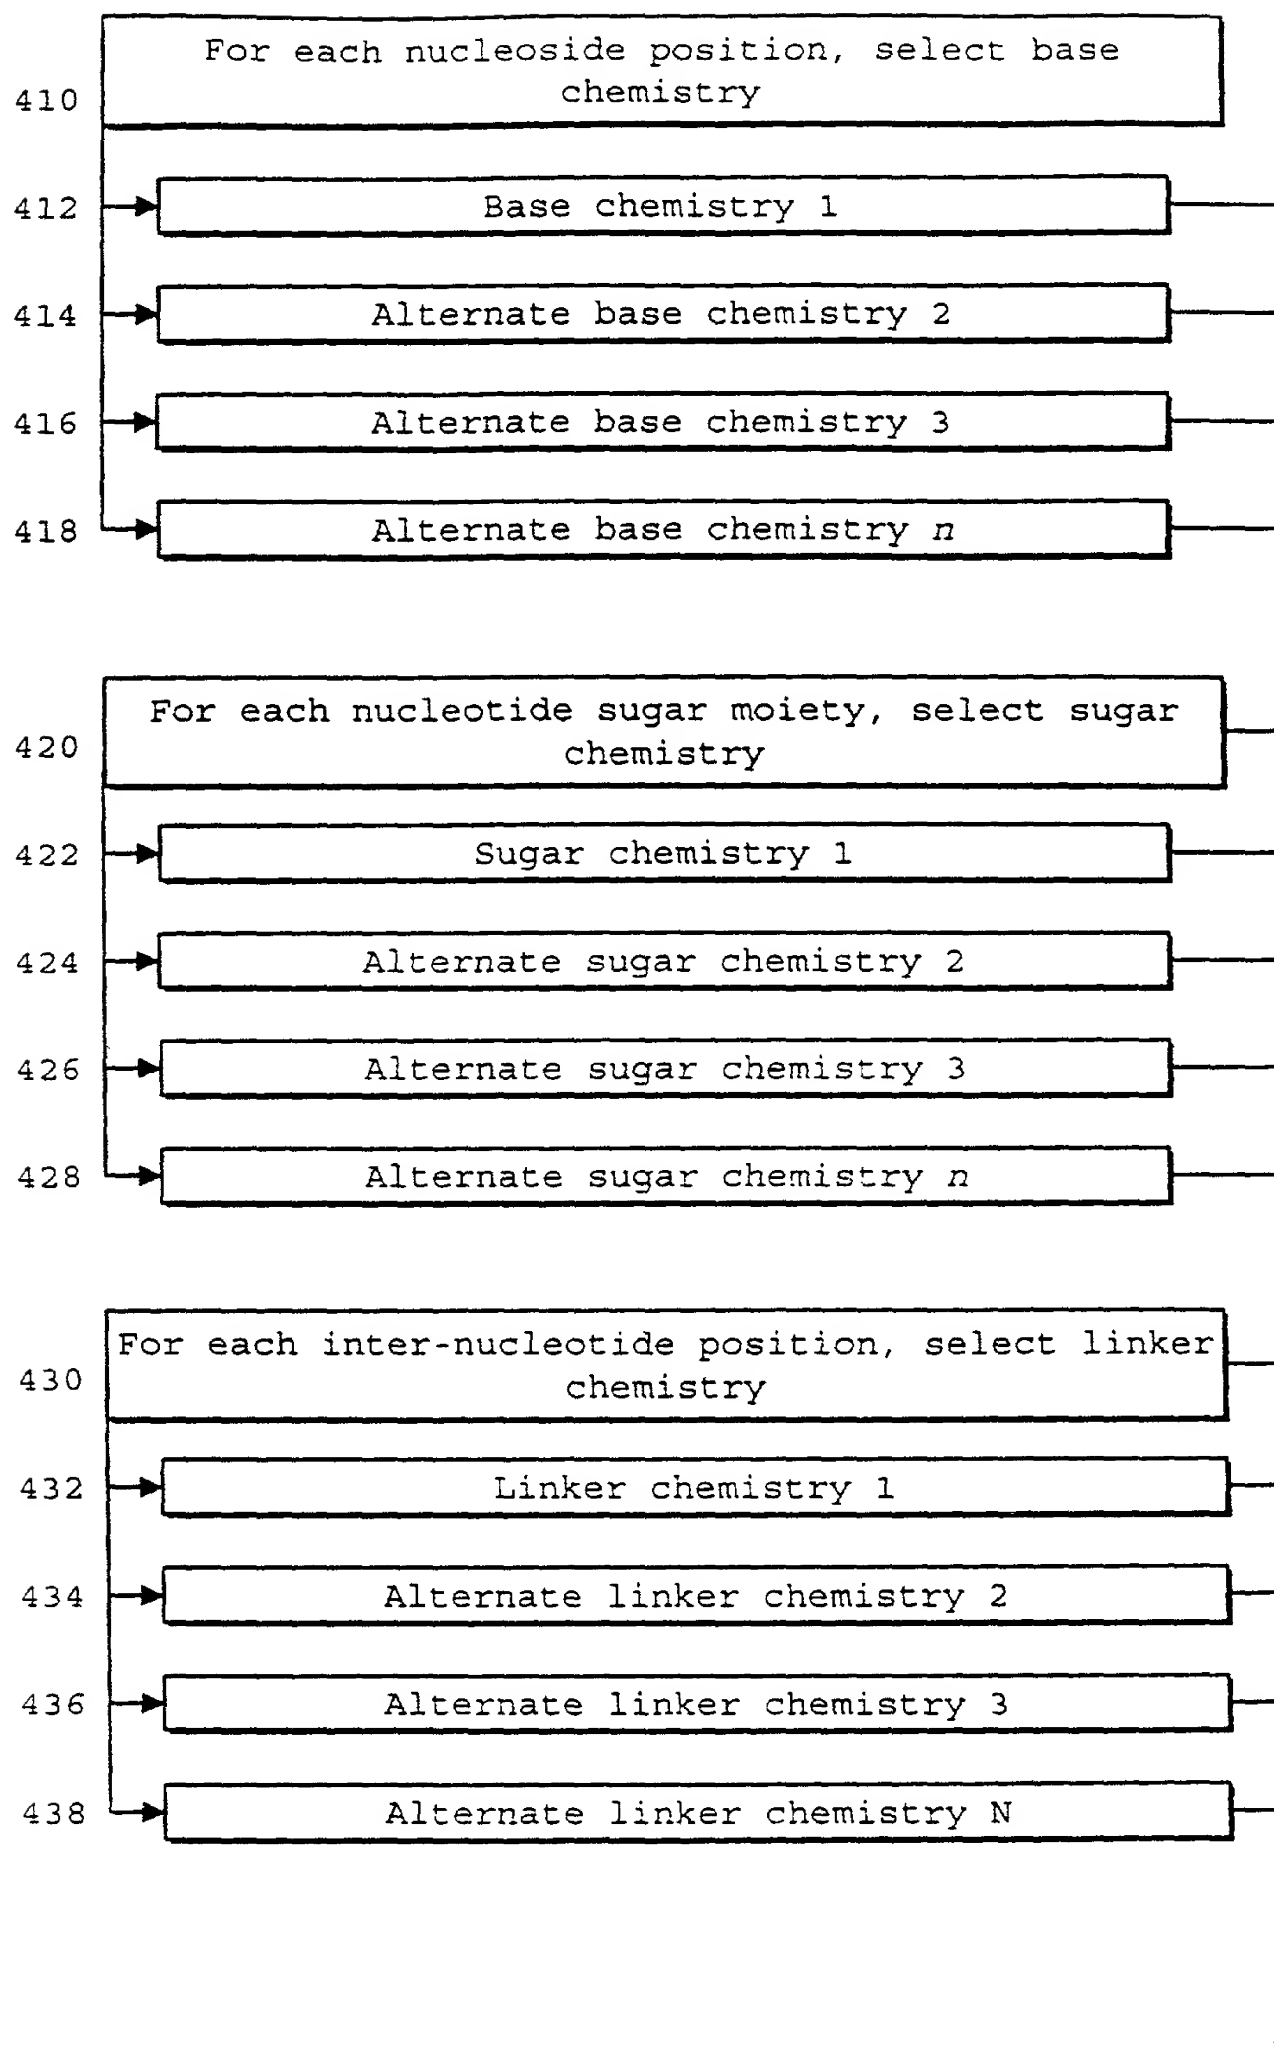 For each nucleoside position, select base
chemistry
410
412
Base chemistry 1
414
Alternate base chemistry 2
416
Alternate base chemistry 3
418
Alternate base chemistry n
For each nucleotide sugar moiety, select sugar
chemistry
420
422
Sugar chemistry 1
424
Alternate sugar chemistry 2
426
Alternate sugar chemistry 3
428
Alternate sugar chemistry n
For each inter-nucleotide position, select linker
chemistry
430
432
Linker chemistry 1
434
Alternate linker chemistry 2
436
Alternate linker chemistry 3
438
Alternate linker chemistry N